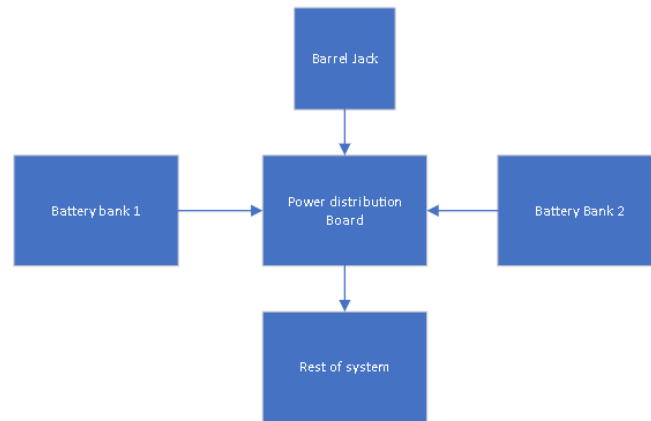 Barrel Jack
Battery bank 1
Power distribution
Board
Battery Bank 2
Rest of system